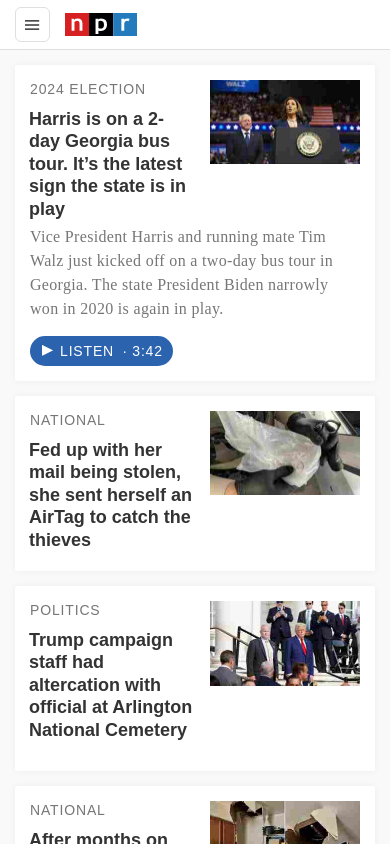 npr
2024 ELECTION
Harris is on a 2-
day Georgia bus
tour. It’s the latest
sign the state is in
play
WALZ
Vice President Harris and running mate Tim
Walz just kicked off on a two-day bus tour in
Georgia. The state President Biden narrowly
won in 2020 is again in play.
LISTEN · 3:42
NATIONAL
Fed up with her
mail being stolen,
she sent herself an
AirTag to catch the
thieves
POLITICS
Trump campaign
staff had
altercation with
official at Arlington
National Cemetery
NATIONAL
After months on